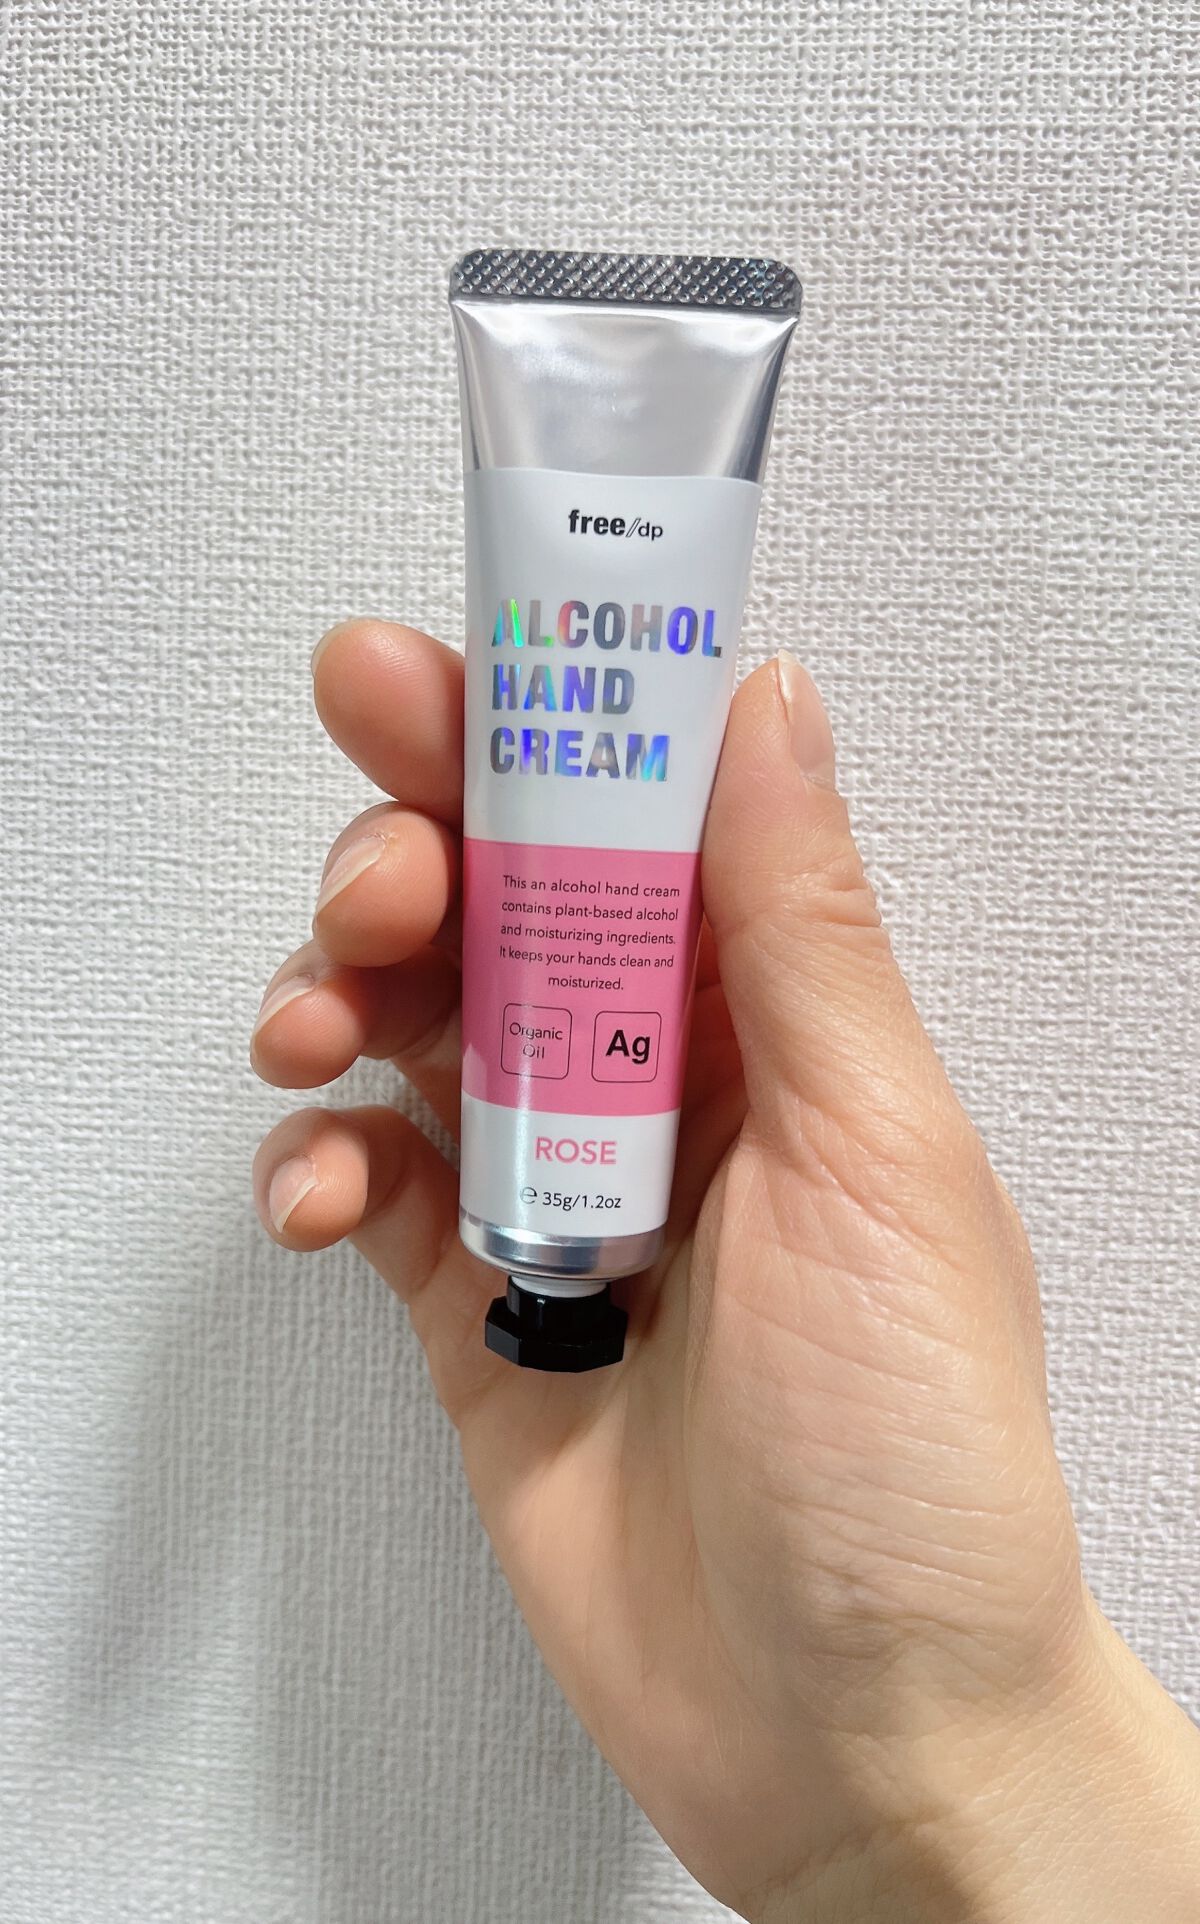 free//dp
ALCOHOL
HAND
CREAM
This an alcohol hand cream
contains plant-based alcohol
and moisturizing ingredients.
It keeps your hands clean and
moisturized.
Organic
Oil
Ag
ROSE
℮ 35g/1.2oz